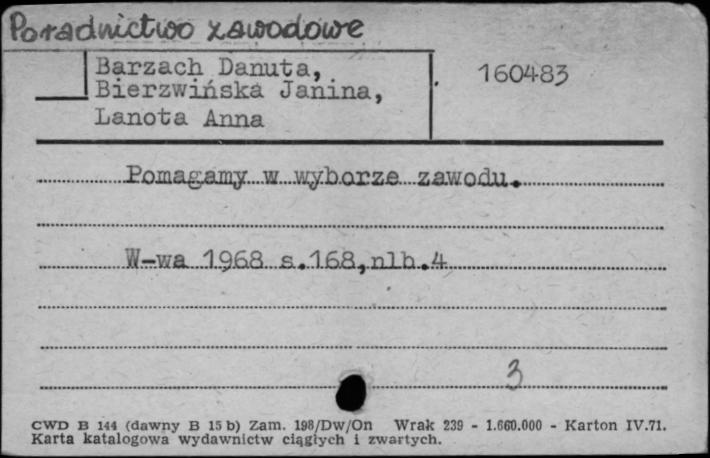 Poradnictwo zawodowe
Barzach Danuta,
Bierzwińska Janina,
Lanota Anna
160483
Pomagamy w wyborze zawodu.
W-wa 1968 s.168,nlb.4
3
CWD B 144 (dawny B 15 b) Zam. 198/Dw/On Wrak 239 - 1.660.000 - Karton IV.71.
Karta katalogowa wydawnictw ciągłych i zwartych.